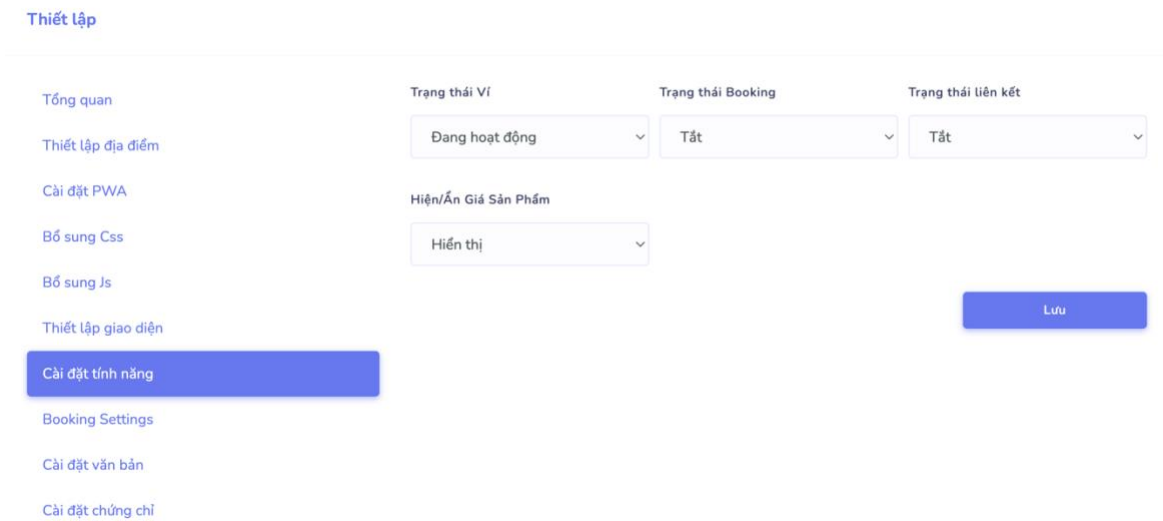 Thiết lập
Tổng quan
Thiết lập địa điểm
Cài đặt PWA
Bổ sung Css
Bổ sung Js
Thiết lập giao diện
Cài đặt tính năng
Booking Settings
Cài đặt văn bản
Cài đặt chứng chỉ
Trạng thái Ví
Đang hoạt động
Trạng thái Booking
Tắt
Trạng thái liên kết
Tắt
Hiện/Ẩn Giá Sản Phẩm
Hiển thị
Lưu